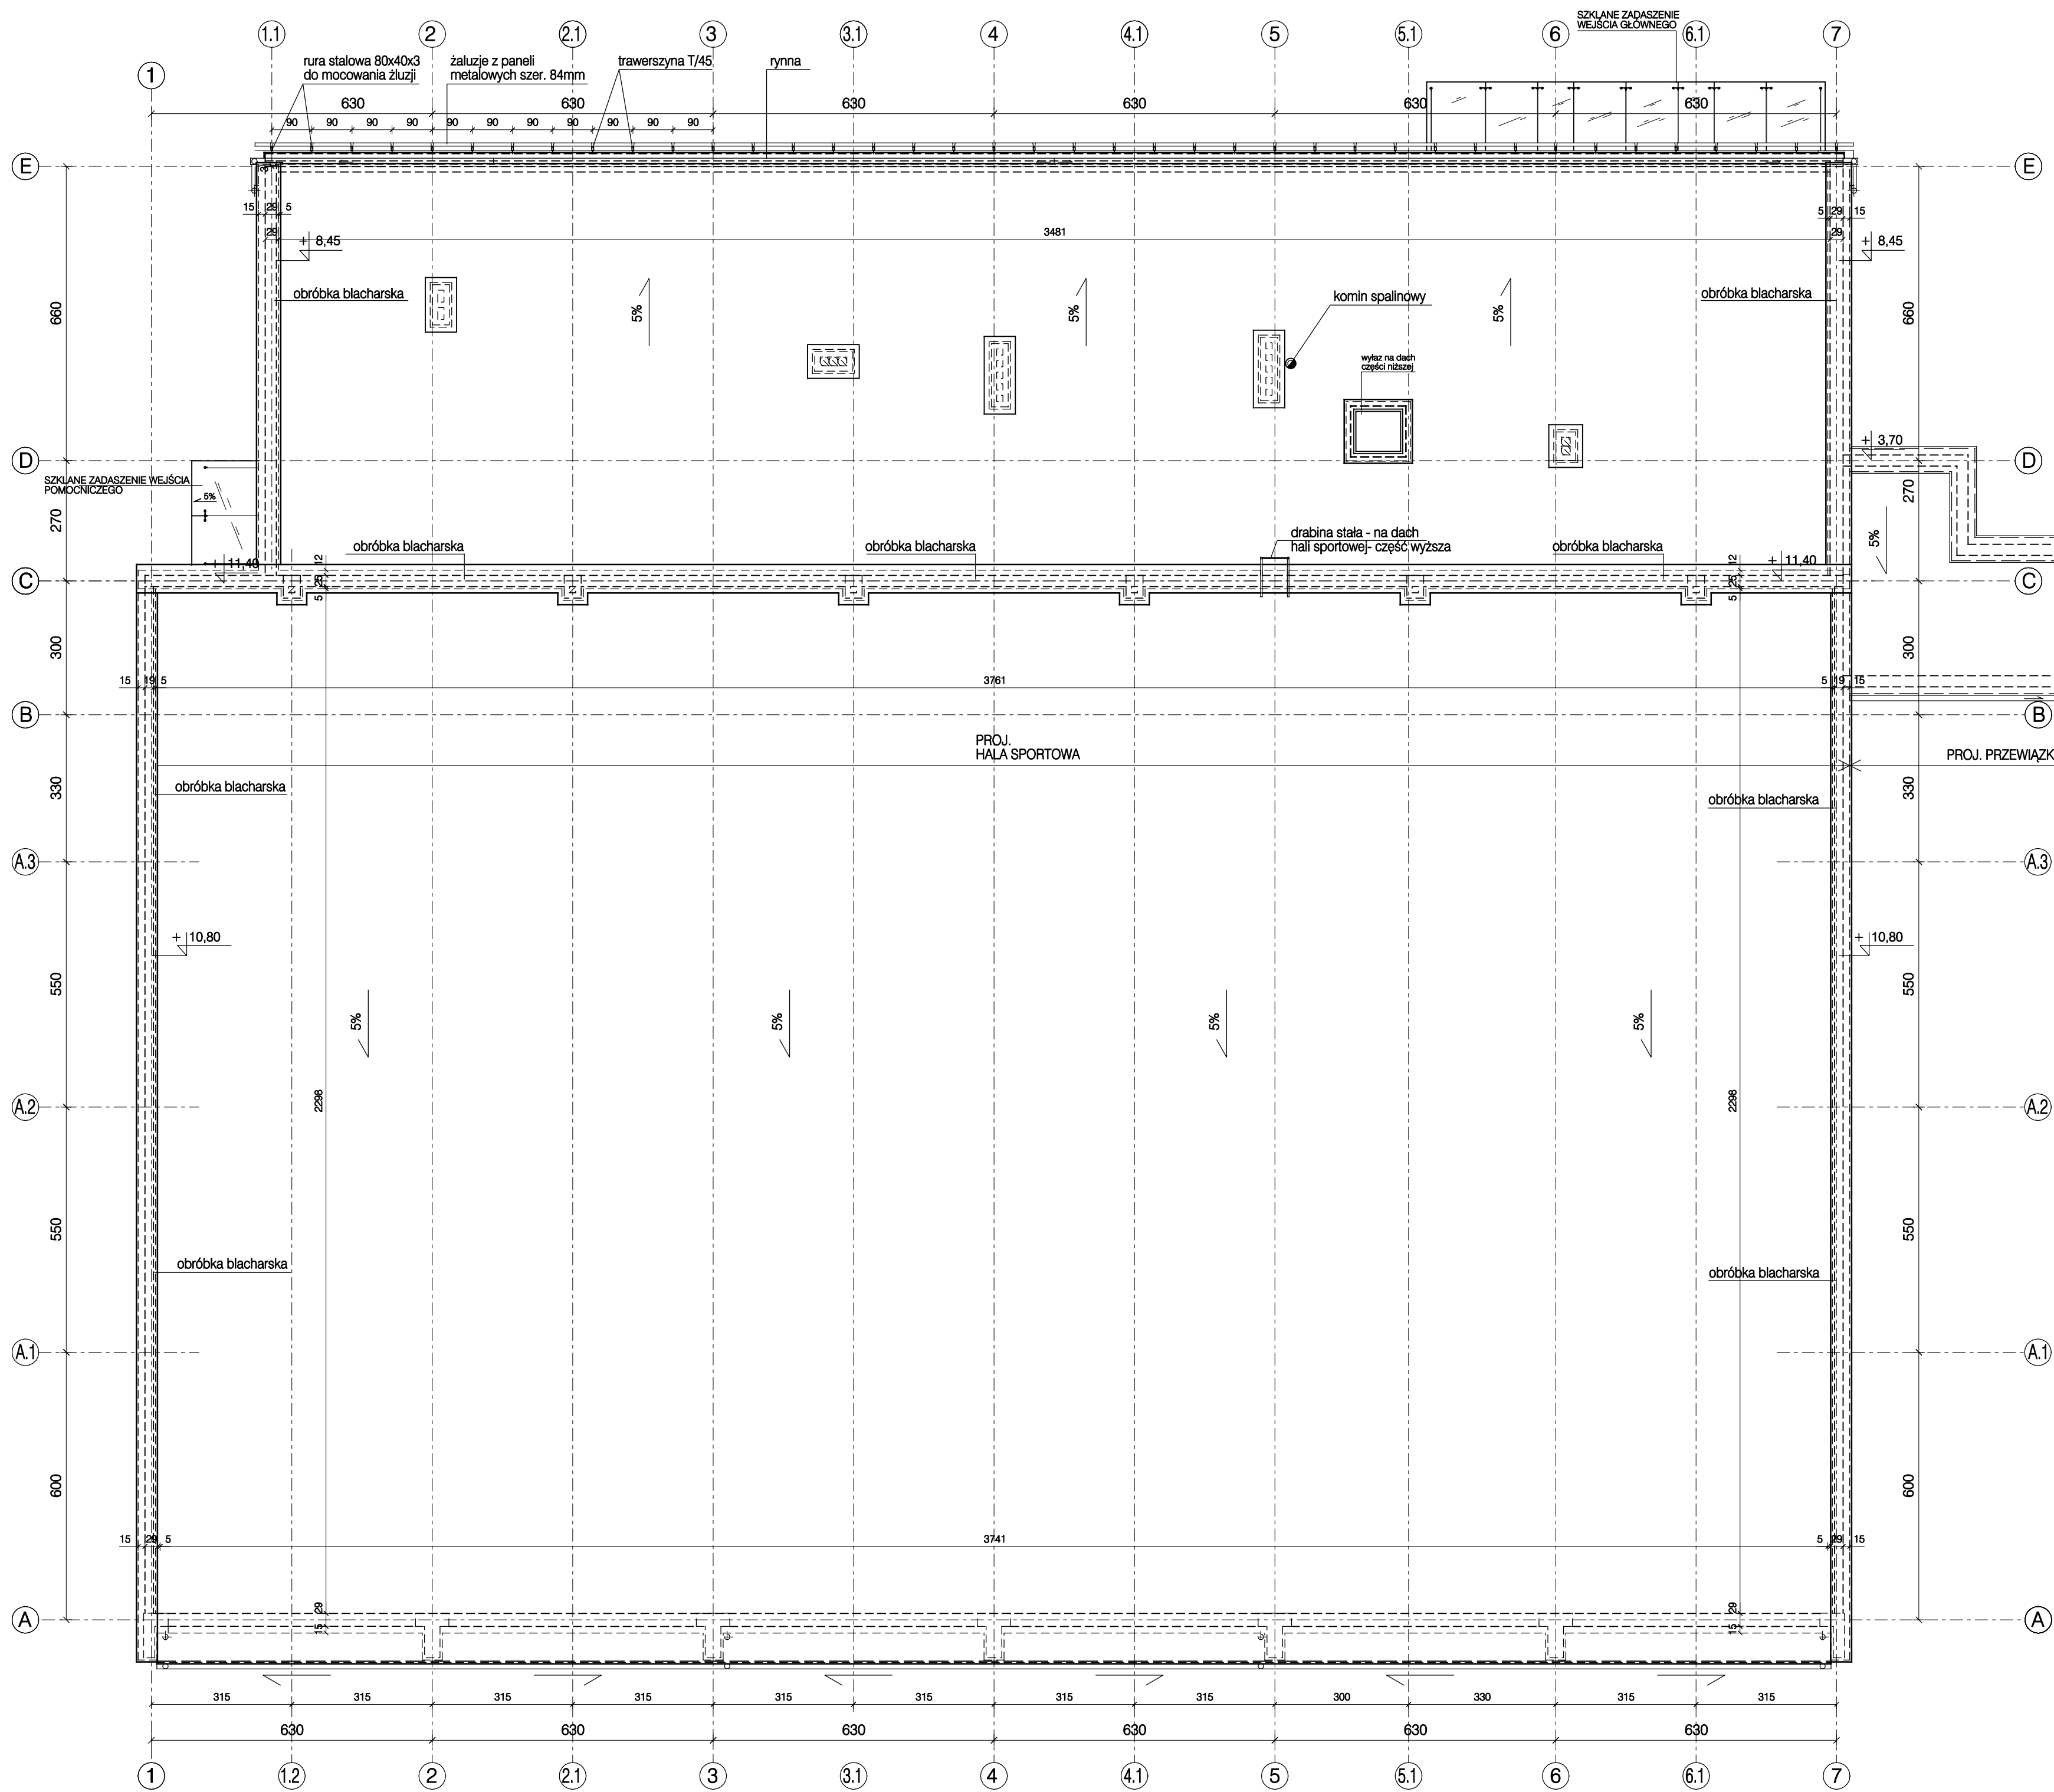 SZKLANE ZADASZENIE
WEJŚCIA GŁÓWNEGO
1.1 2 2.1 3 3.1 4 4.1 5 5.1 6 6.1 7
1
rura stalowa 80x40x3
do mocowania żluzji
żaluzje z paneli
metalowych szer. 84mm
trawerszyna T/45
rynna
630 630 630 630 630 630
90 90 90 90 90 90 90 90 90 90 90
E E
15 29 5 5 29 15
29 3481 29
+ 8,45 + 8,45
obróbka blacharska obróbka blacharska
660 660
5% 5% 5%
komin spalinowy
wyłaz na dach
części niższej
+ 3,70
D D
SZKLANE ZADASZENIE WEJŚCIA
POMOCNICZEGO
5%
270 270
5%
drabina stała - na dach
hali sportowej- część wyższa
obróbka blacharska obróbka blacharska obróbka blacharska
+ 11,40 + 11,40
12 12
C C
25 25
5 5
300 300
15 19 5 3761 5 19 15
B B
PROJ.
HALA SPORTOWA
PROJ. PRZEWIĄZK
330 330
obróbka blacharska obróbka blacharska
A.3 A.3
+ 10,80 + 10,80
550 550
5% 5% 5% 5%
2298 2298
A.2 A.2
550 550
obróbka blacharska obróbka blacharska
A.1 A.1
600 600
15 29 5 3741 5 29 15
29 29
A A
15 15
315 315 315 315 315 315 315 315 300 330 315 315
630 630 630 630 630 630
1 1.2 2 2.1 3 3.1 4 4.1 5 5.1 6 6.1 7